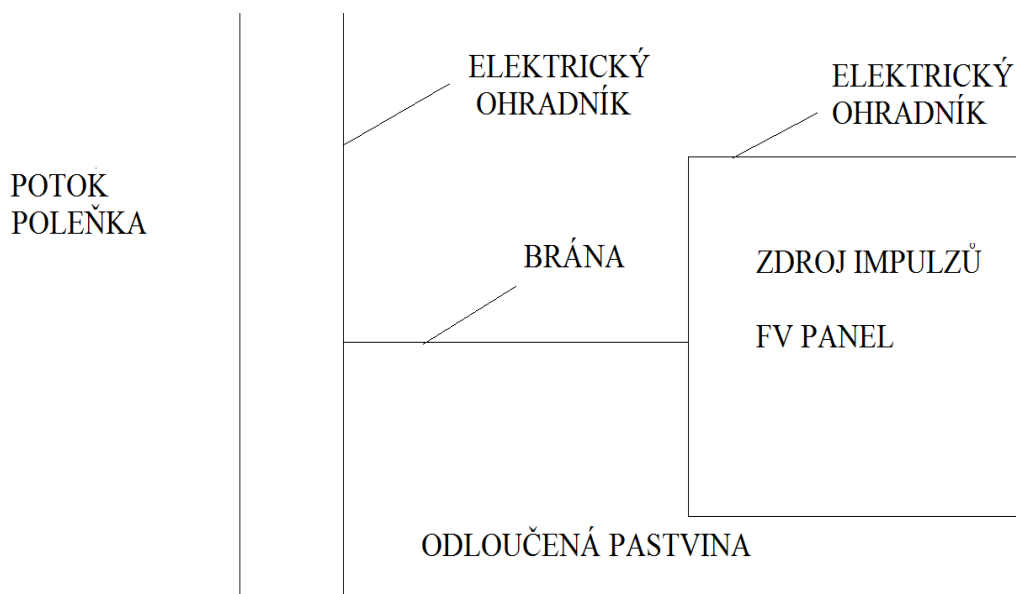 ELEKTRICKÝ
OHRADNÍK
ELEKTRICKÝ
OHRADNÍK
POTOK
POLEŇKA
BRÁNA
ZDROJ IMPULZŮ
FV PANEL
ODLOUČENÁ PASTVINA